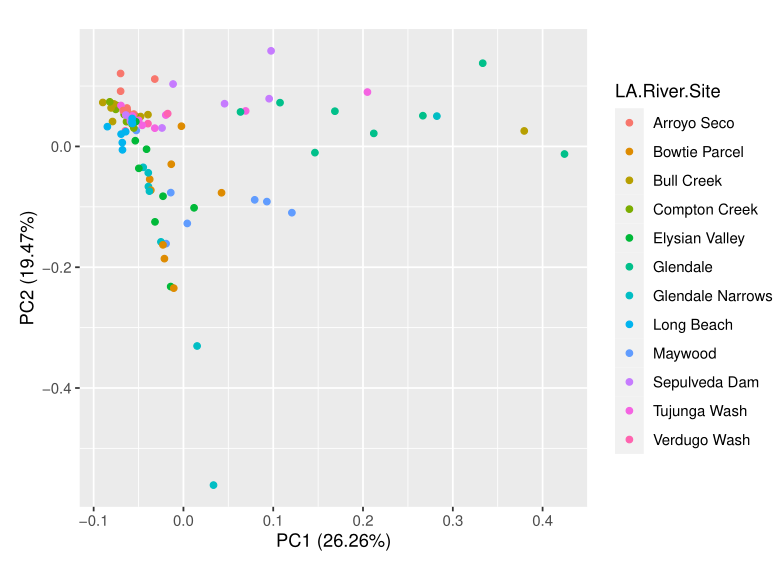 LA.River.Site
Arroyo Seco
Bowtie Parcel
Bull Creek
Compton Creek
Elysian Valley
Glendale
Glendale Narrows
Long Beach
Maywood
Sepulveda Dam
Tujunga Wash
Verdugo Wash
0.0
−0.2
−0.4
PC2 (19.47%)
−0.1 0.0 0.1 0.2 0.3 0.4
PC1 (26.26%)